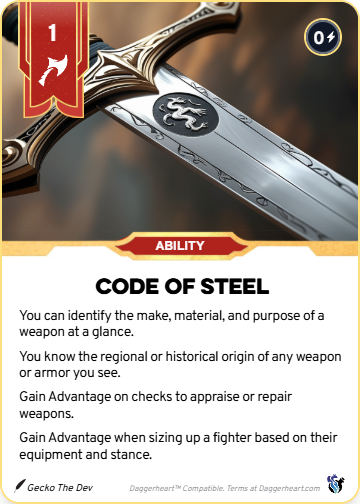 1
0
ABILITY
CODE OF STEEL
You can identify the make, material, and purpose of a
weapon at a glance.
You know the regional or historical origin of any weapon
or armor you see.
Gain Advantage on checks to appraise or repair
weapons.
Gain Advantage when sizing up a fighter based on their
equipment and stance.
Gecko The Dev
Daggerheart™ Compatible. Terms at Daggerheart.com